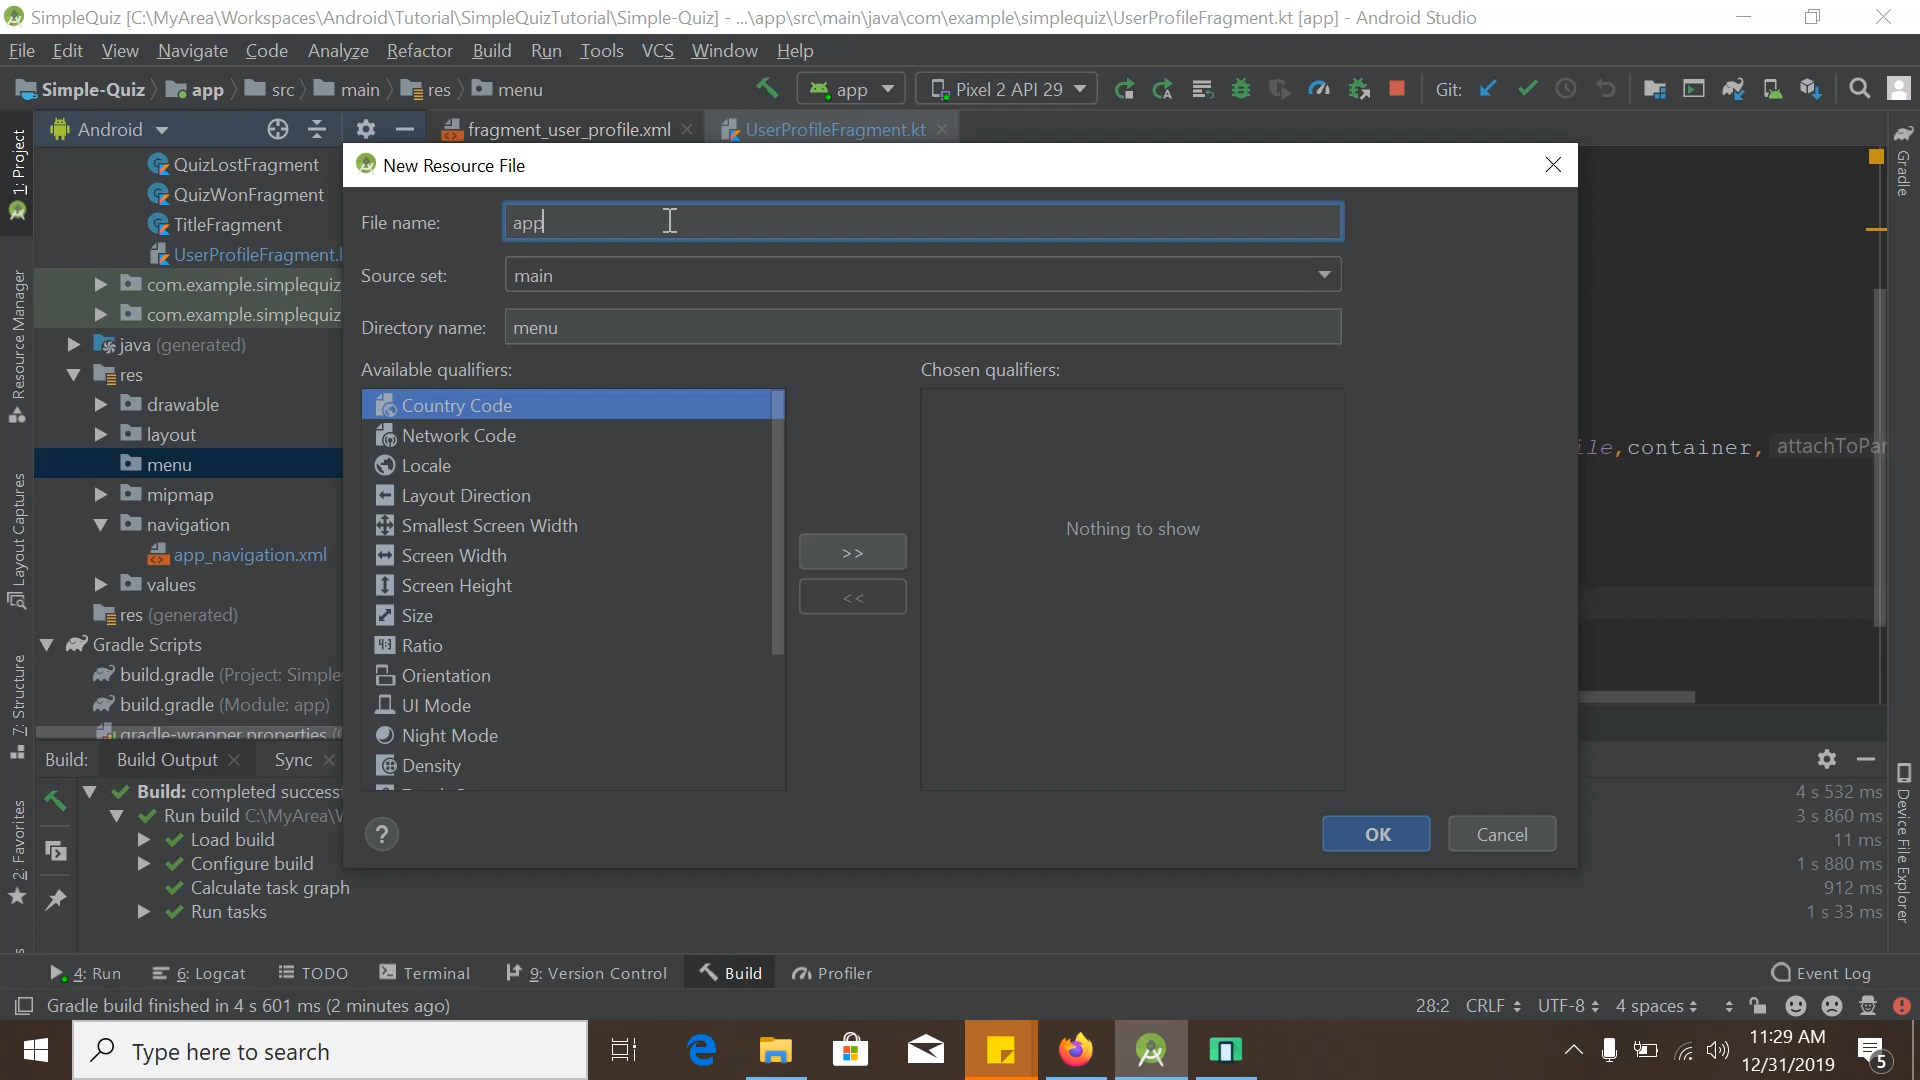 SimpleQuiz [C:\MyArea\Workspaces\Android\Tutorial\SimpleQuizTutorial\Simple-Quiz] - ...\app\src\main\java\com\example\simplequiz\UserProfileFragment.kt [app] - Android Studio
File Edit View Navigate Code Analyze Refactor Build Run Tools VCS Window Help
Simple-Quiz app src main res menu app Pixel 2 API 29 Git:
Android fragment_user_profile.xml UserProfileFragment.kt
1: Project
Resource Manager
Layout Captures
7: Structure
2: Favorites
QuizLostFragment
QuizWonFragment
TitleFragment
UserProfileFragment.
com.example.simplequiz
com.example.simplequiz
java (generated)
res
drawable
layout
menu
mipmap
navigation
app_navigation.xml
values
res (generated)
Gradle Scripts
build.gradle (Project: Simple
build.gradle (Module: app)
gradle-wrapper.properties
New Resource File
File name: app
Source set: main
Directory name: menu
Available qualifiers: Chosen qualifiers:
Country Code
Network Code
Locale
Layout Direction
Smallest Screen Width
Screen Width
Screen Height
Size
Ratio
Orientation
UI Mode
Night Mode
Density
>>
<<
Nothing to show
? OK Cancel
ile,container, attachToPar
Gradle
Device File Explorer
Build: Build Output Sync
Build: completed successf 4 s 532 ms
Run build C:\MyArea\ 3 s 860 ms
Load build 11 ms
Configure build 1 s 880 ms
Calculate task graph 912 ms
Run tasks 1 s 33 ms
4: Run 6: Logcat TODO Terminal 9: Version Control Build Profiler Event Log
Gradle build finished in 4 s 601 ms (2 minutes ago) 28:2 CRLF UTF-8 4 spaces
Type here to search
11:29 AM
12/31/2019
5